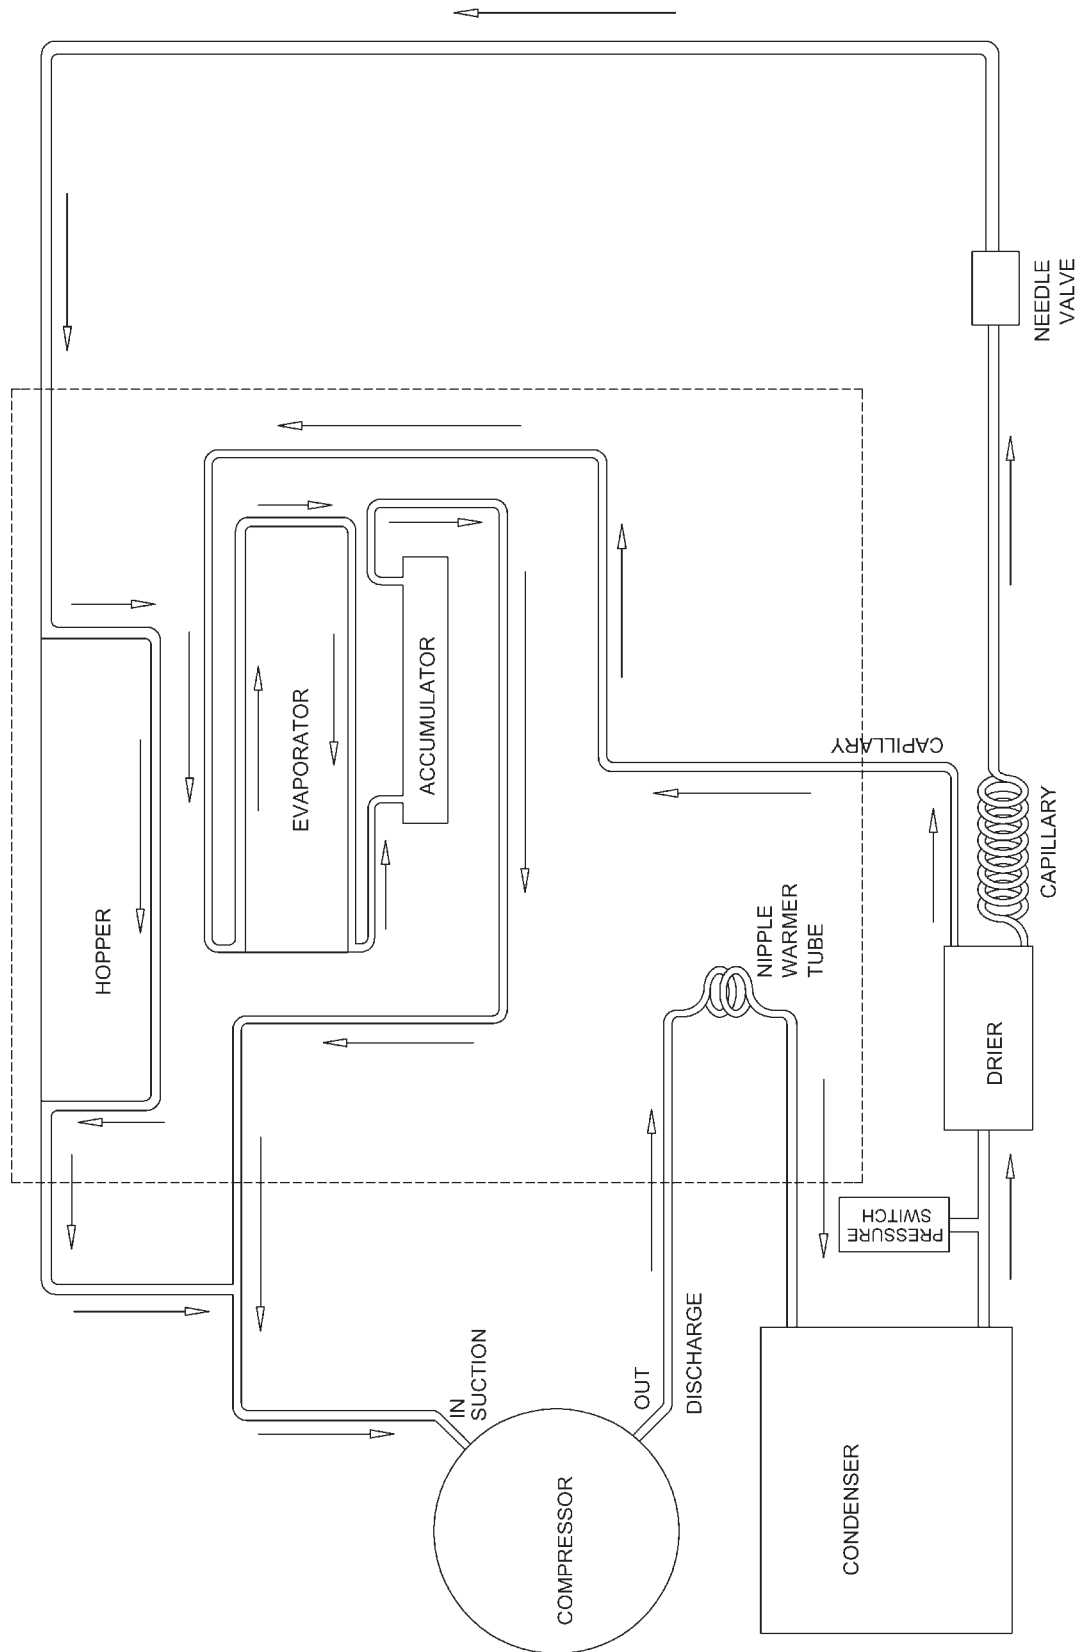 HOPPER
EVAPORATOR
ACCUMULATOR
NEEDLE
VALVE
CAPILLARY
CAPILLARY
NIPPLE
WARMER
TUBE
DRIER
PRESSURE
SWITCH
IN
SUCTION
OUT
DISCHARGE
COMPRESSOR
CONDENSER